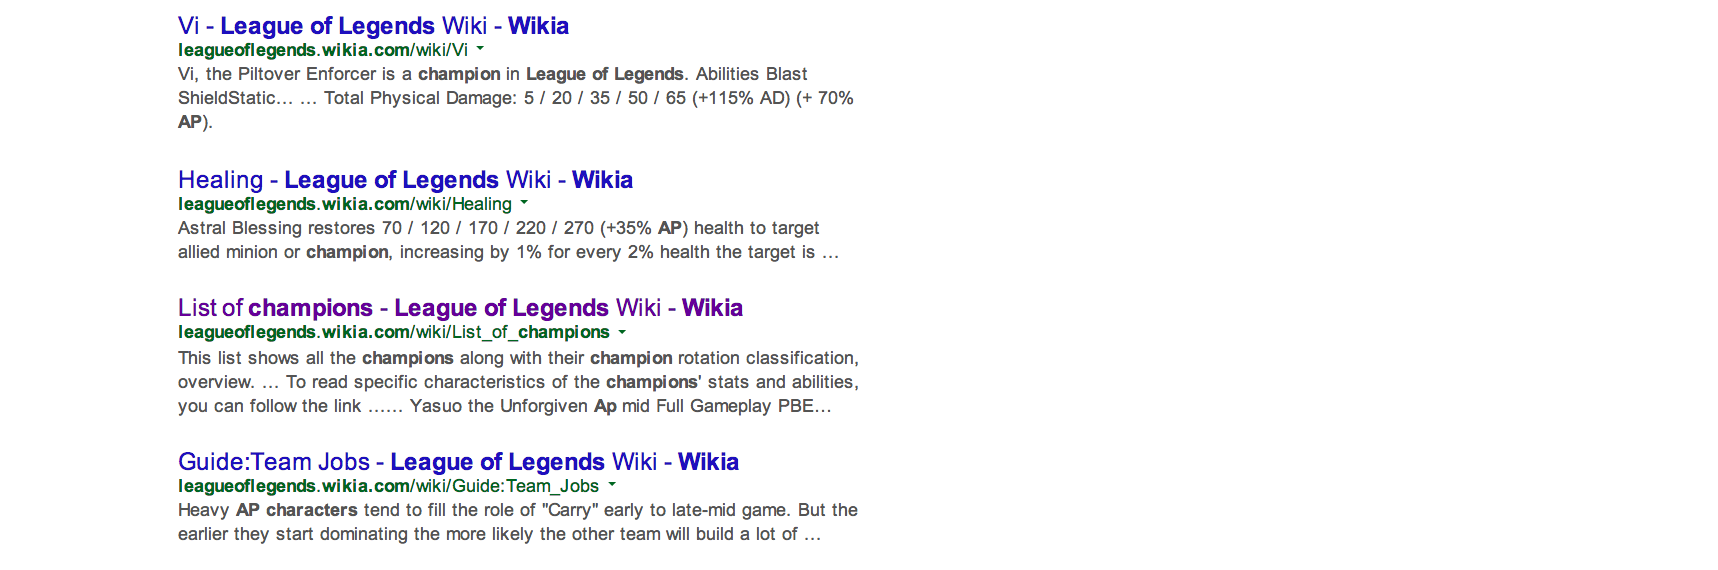 Vi - League of Legends Wiki - Wikia
leagueoflegends.wikia.com/wiki/Vi
Vi, the Piltover Enforcer is a champion in League of Legends. Abilities Blast
ShieldStatic... ... Total Physical Damage: 5 / 20 / 35 / 50 / 65 (+115% AD) (+ 70%
AP).
Healing - League of Legends Wiki - Wikia
leagueoflegends.wikia.com/wiki/Healing
Astral Blessing restores 70 / 120 / 170 / 220 / 270 (+35% AP) health to target
allied minion or champion, increasing by 1% for every 2% health the target is ...
List of champions - League of Legends Wiki - Wikia
leagueoflegends.wikia.com/wiki/List_of_champions
This list shows all the champions along with their champion rotation classification,
overview. ... To read specific characteristics of the champions' stats and abilities,
you can follow the link ...... Yasuo the Unforgiven Ap mid Full Gameplay PBE...
Guide:Team Jobs - League of Legends Wiki - Wikia
leagueoflegends.wikia.com/wiki/Guide:Team_Jobs
Heavy AP characters tend to fill the role of "Carry" early to late-mid game. But the
earlier they start dominating the more likely the other team will build a lot of ...